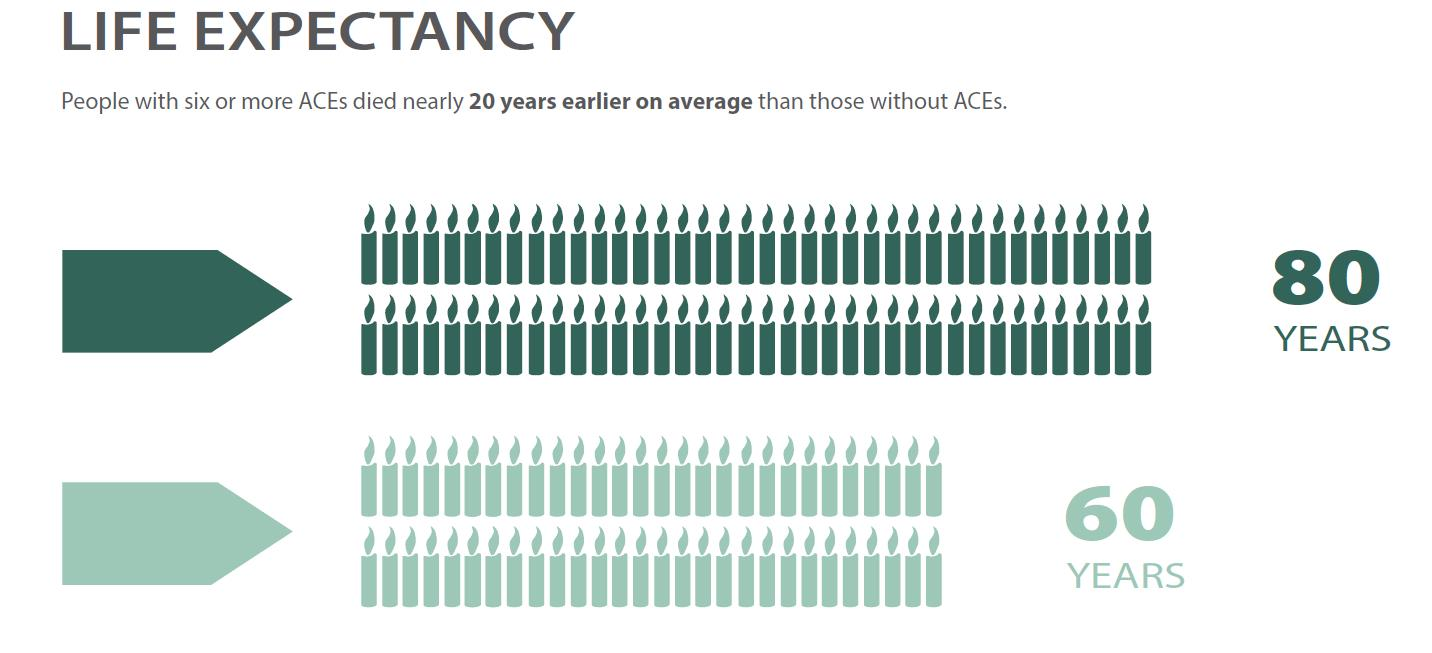 LIFE EXPECTANCY
People with six or more ACEs died nearly 20 years earlier on average than those without ACEs.
80
YEARS
60
YEARS